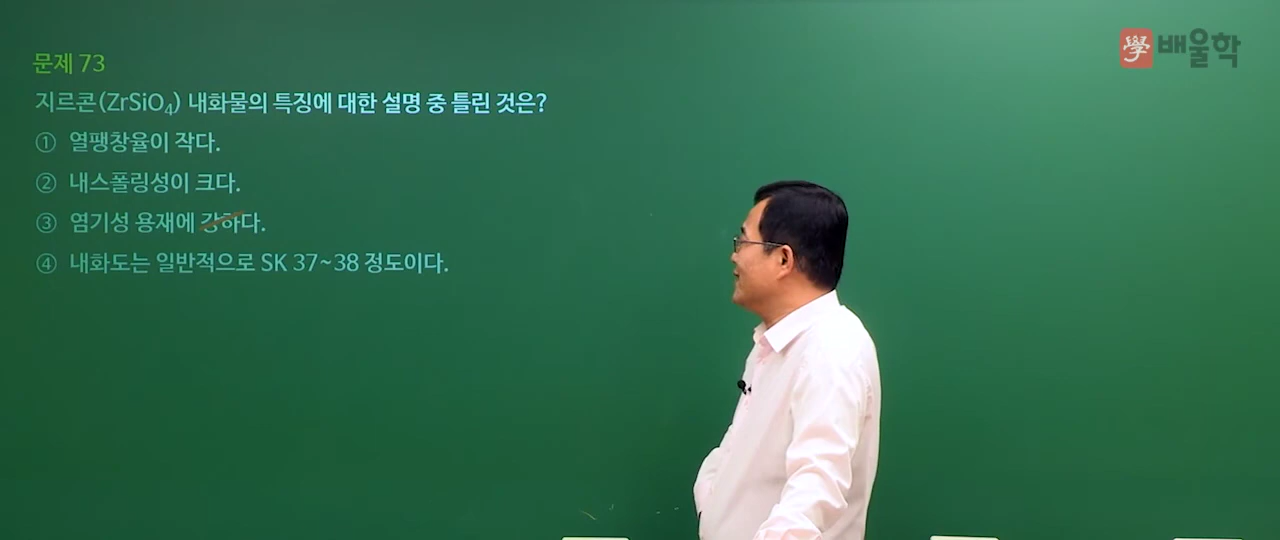 學 배울학
문제 73
지르콘(ZrSiO₄) 내화물의 특징에 대한 설명 중 틀린 것은?
① 열팽창율이 작다.
② 내스폴링성이 크다.
③ 염기성 용재에 강하다.
④ 내화도는 일반적으로 SK 37~38 정도이다.